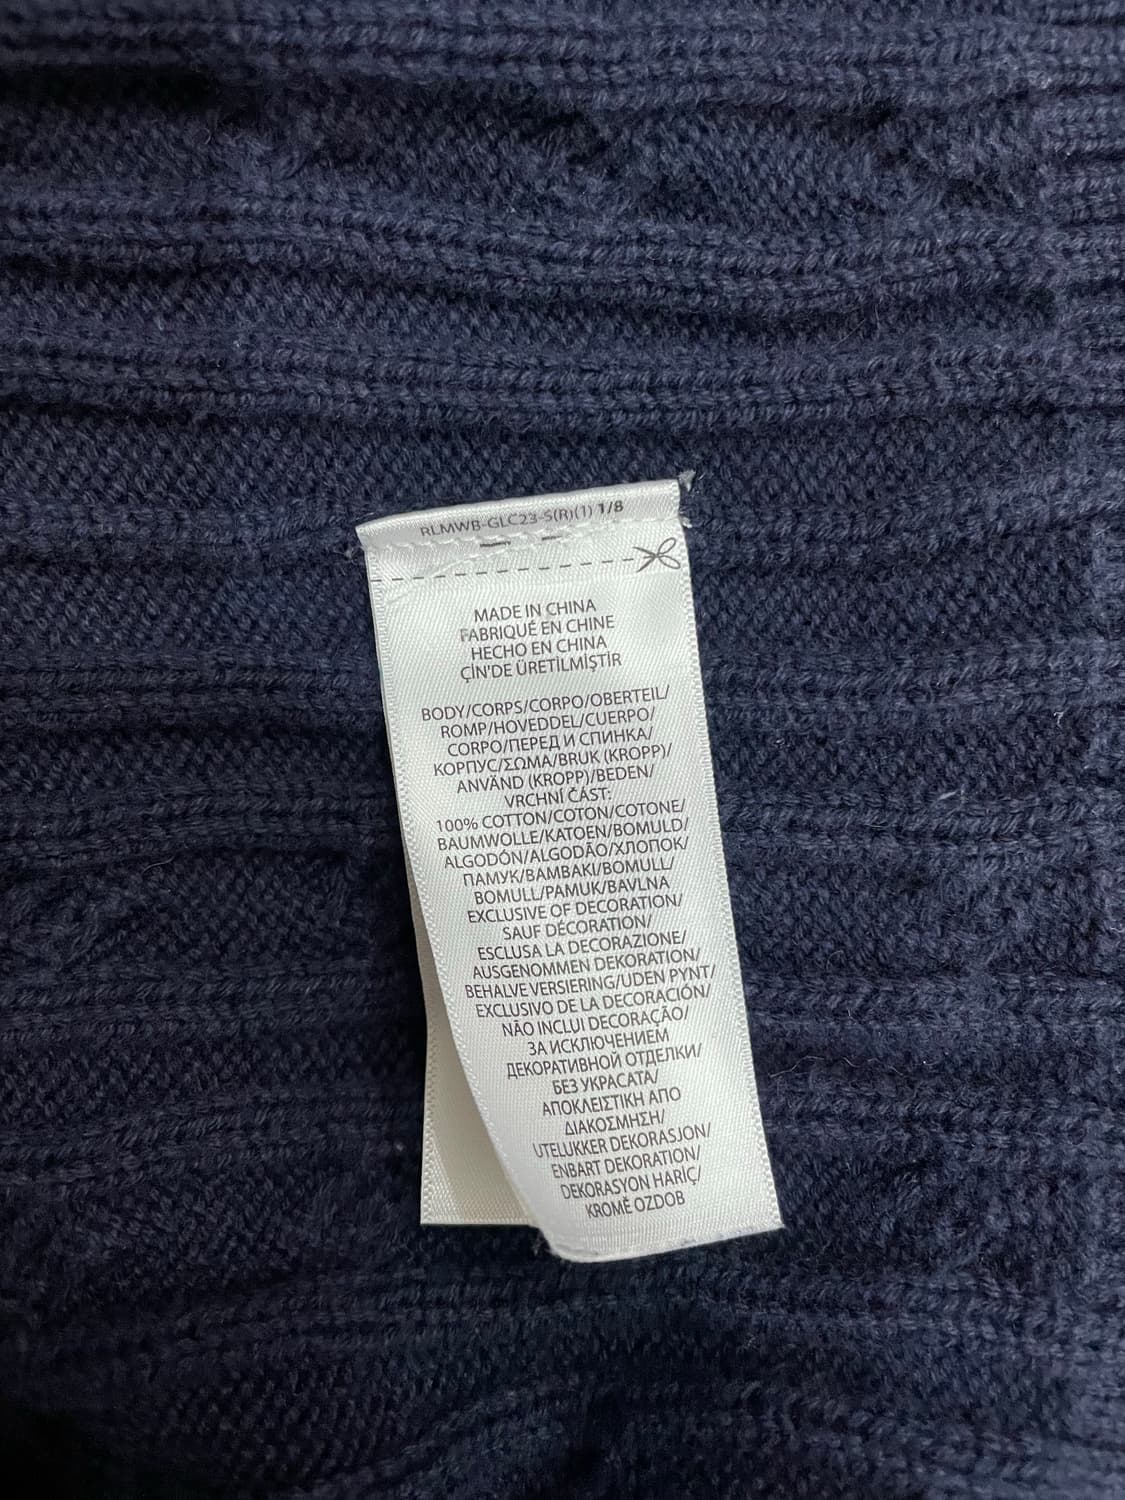 RLMWB-GLC23-S(R)(1) 1/8
MADE IN CHINA
FABRIQUÉ EN CHINE
HECHO EN CHINA
ÇİN'DE ÜRETİLMİŞTİR
BODY/CORPS/CORPO/OBERTEIL/
ROMP/HOVEDDEL/CUERPO/
CORPO/ПЕРЕД И СПИНКА/
КОРПУС/ΣΩΜΑ/BRUK (KROPP)/
ANVÄND (KROPP)/BEDEN/
VRCHNÍ ČÁST:
100% COTTON/COTON/COTONE/
BAUMWOLLE/KATOEN/BOMULD/
ALGODÓN/ALGODÃO/ХЛОПОК/
ПАМУК/ΒΑΜΒΑΚΙ/BOMULL/
BOMULL/PAMUK/BAVLNA
EXCLUSIVE OF DECORATION/
SAUF DÉCORATION/
ESCLUSA LA DECORAZIONE/
AUSGENOMMEN DEKORATION/
BEHALVE VERSIERING/UDEN PYNT/
EXCLUSIVO DE LA DECORACIÓN/
NÃO INCLUI DECORAÇÃO/
ЗА ИСКЛЮЧЕНИЕМ
ДЕКОРАТИВНОЙ ОТДЕЛКИ/
БЕЗ УКРАСАТА/
ΑΠΟΚΛΕΙΣΤΙΚΗ ΑΠΟ
ΔΙΑΚΟΣΜΗΣΗ/
UTELUKKER DEKORASJON/
ENBART DEKORATION/
DEKORASYON HARİÇ/
KROMĚ OZDOB